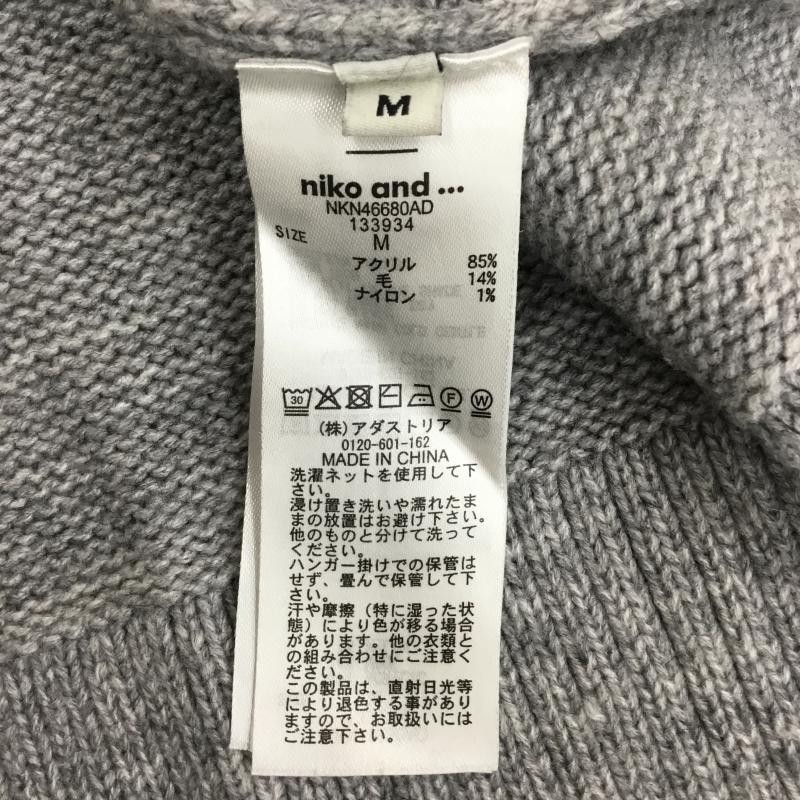 M
niko and ...
NKN46680AD
133934
SIZE M
アクリル 85%
毛 14%
ナイロン 1%
30 F W
(株)アダストリア
0120-601-162
MADE IN CHINA
洗濯ネットを使用して下
さい。
浸け置き洗いや濡れたま
まの放置はお避け下さい。
他のものと分けて洗って
ください。
ハンガー掛けでの保管は
せず、畳んで保管して下
さい。
汗や摩擦（特に湿った状
態）により色が移る場合
があります。他の衣類と
の組み合わせにご注意く
ださい。
この製品は、直射日光等
により退色する事があり
ますので、お取扱いには
ご注意下さい。